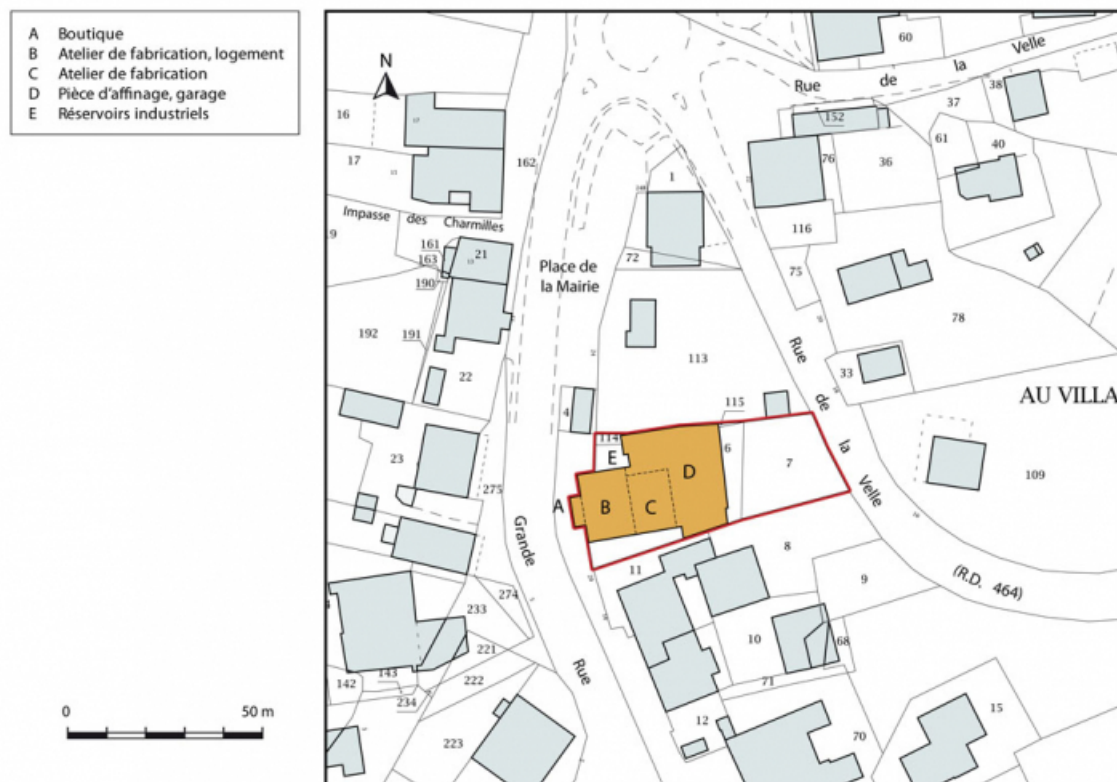 A Boutique
B Atelier de fabrication, logement
C Atelier de fabrication
D Pièce d'affinage, garage
E Réservoirs industriels
N
60
Rue de la Velle
38
37
16
152
162
61
40
76
36
17
1
Impasse des Charmilles
116
161
21
163
72
Place de la Mairie
75
190
192
191
78
113
22
33
Rue de la Velle
AU VILLA
115
4
114
6
E
7
23
D
109
275
A
B
C
Grande Rue
8
11
9
(R.D. 464)
274
233
10
68
221
143
142
222
71
234
15
0
50 m
12
223
70